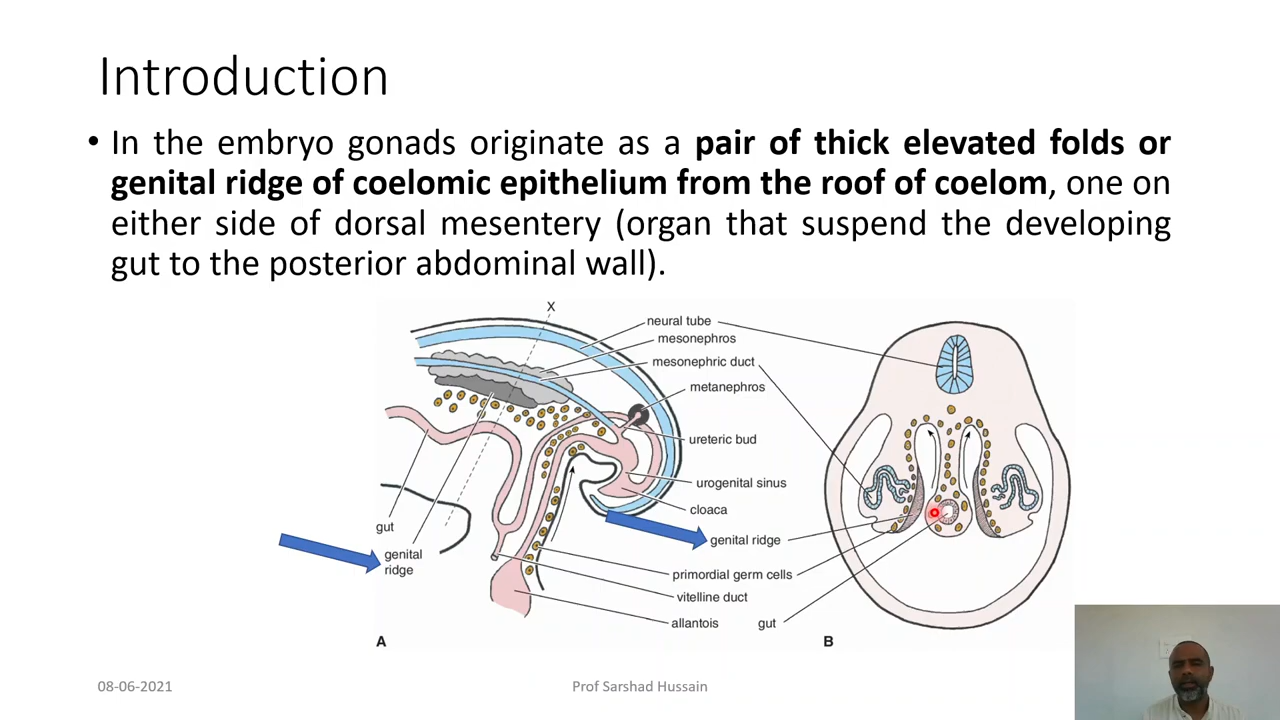 Introduction
• In the embryo gonads originate as a pair of thick elevated folds or
genital ridge of coelomic epithelium from the roof of coelom, one on
either side of dorsal mesentery (organ that suspend the developing
gut to the posterior abdominal wall).
X
neural tube
mesonephros
mesonephric duct
metanephros
ureteric bud
urogenital sinus
cloaca
gut
genital ridge
genital
ridge
primordial germ cells
vitelline duct
allantois
gut
A
B
08-06-2021
Prof Sarshad Hussain